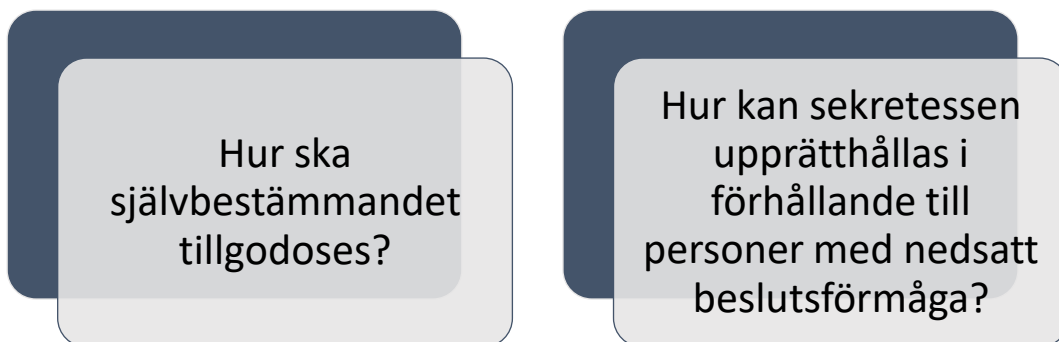 Hur ska
självbestämmandet
tillgodoses?
Hur kan sekretessen
upprätthållas i
förhållande till
personer med nedsatt
beslutsförmåga?